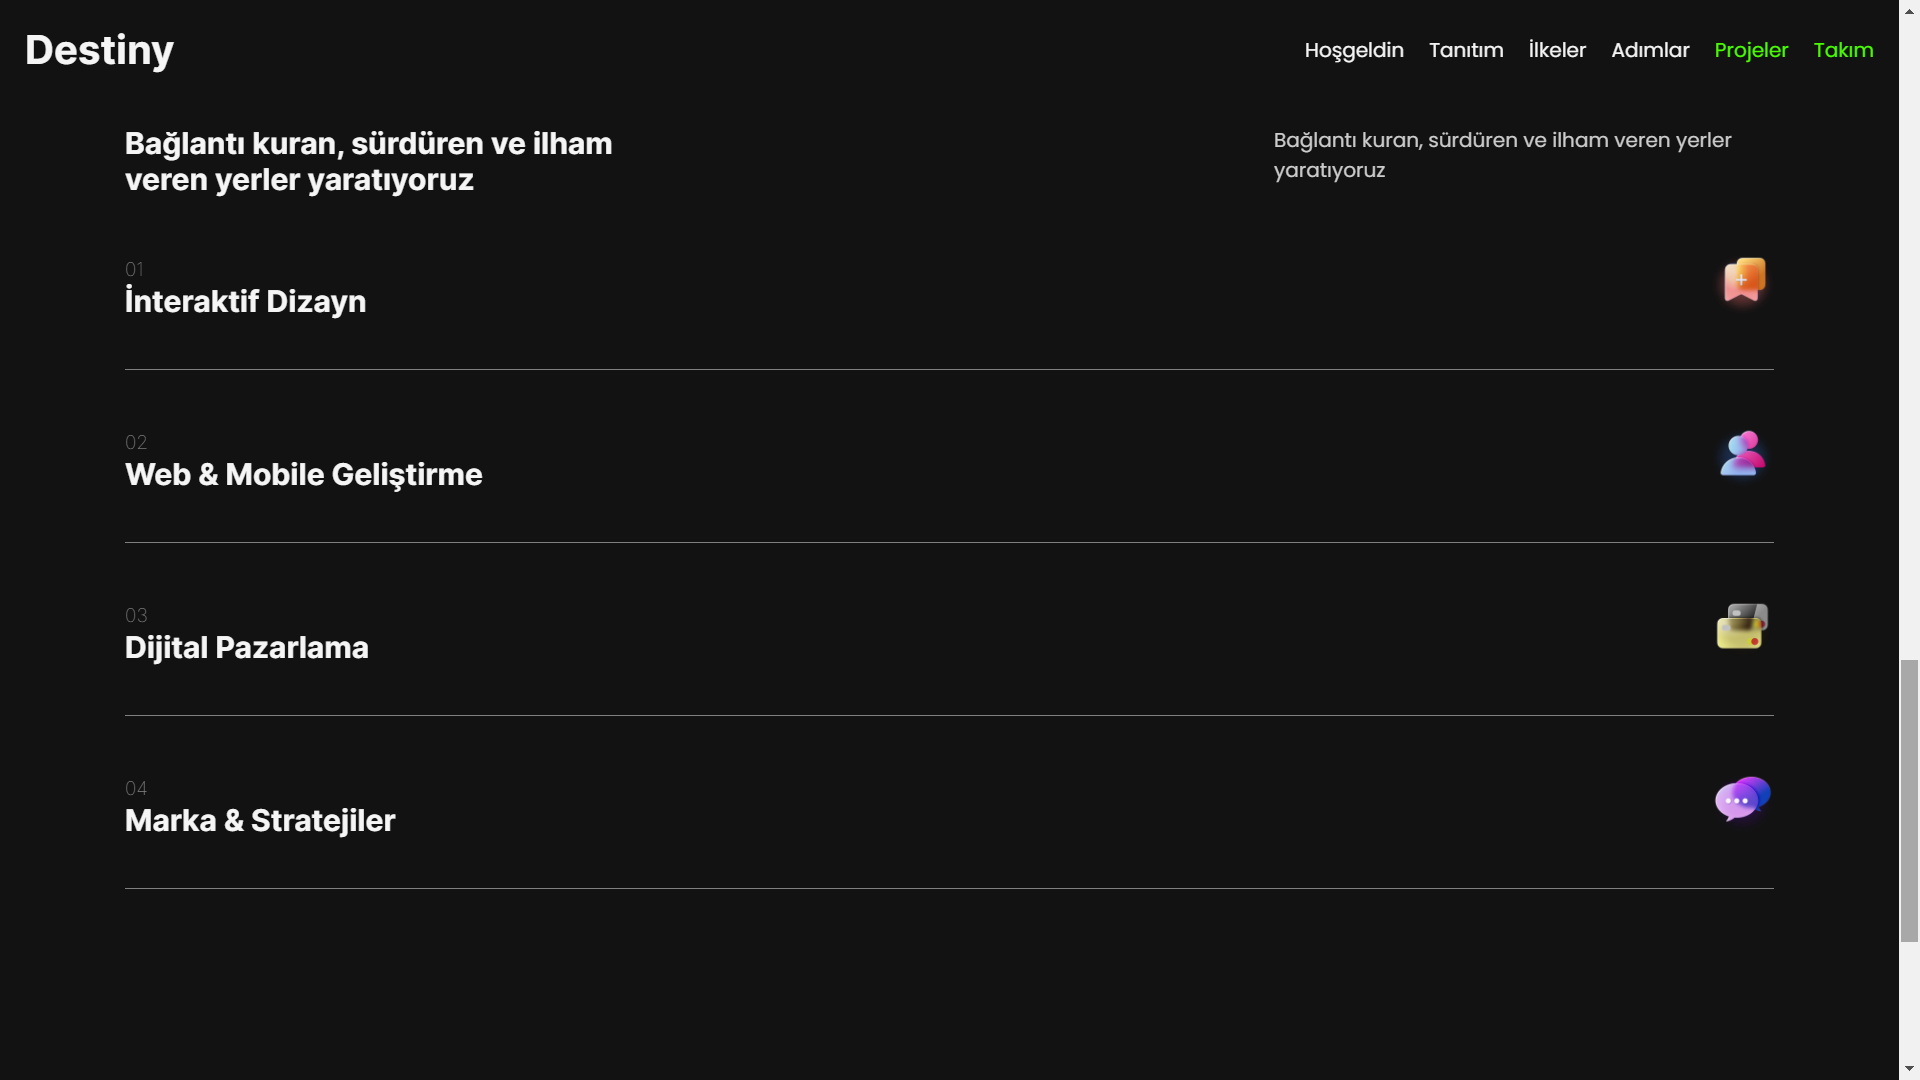 Destiny
Hoşgeldin Tanıtım İlkeler Adımlar Projeler Takım
Bağlantı kuran, sürdüren ve ilham
veren yerler yaratıyoruz
Bağlantı kuran, sürdüren ve ilham veren yerler
yaratıyoruz
01
İnteraktif Dizayn
02
Web & Mobile Geliştirme
03
Dijital Pazarlama
04
Marka & Stratejiler